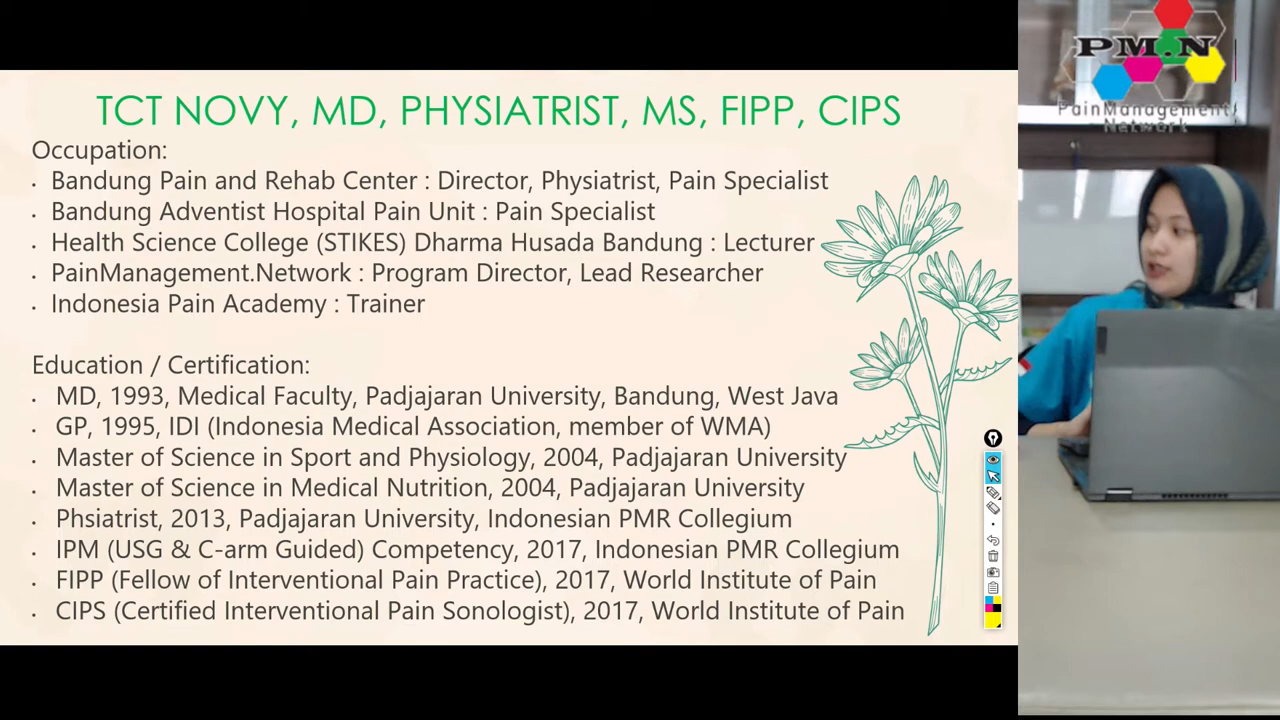 TCT NOVY, MD, PHYSIATRIST, MS, FIPP, CIPS
Occupation:
• Bandung Pain and Rehab Center : Director, Physiatrist, Pain Specialist
• Bandung Adventist Hospital Pain Unit : Pain Specialist
• Health Science College (STIKES) Dharma Husada Bandung : Lecturer
• PainManagement.Network : Program Director, Lead Researcher
• Indonesia Pain Academy : Trainer
Education / Certification:
• MD, 1993, Medical Faculty, Padjajaran University, Bandung, West Java
• GP, 1995, IDI (Indonesia Medical Association, member of WMA)
• Master of Science in Sport and Physiology, 2004, Padjajaran University
• Master of Science in Medical Nutrition, 2004, Padjajaran University
• Phsiatrist, 2013, Padjajaran University, Indonesian PMR Collegium
• IPM (USG & C-arm Guided) Competency, 2017, Indonesian PMR Collegium
• FIPP (Fellow of Interventional Pain Practice), 2017, World Institute of Pain
• CIPS (Certified Interventional Pain Sonologist), 2017, World Institute of Pain
PM.N
PainManagement
Network